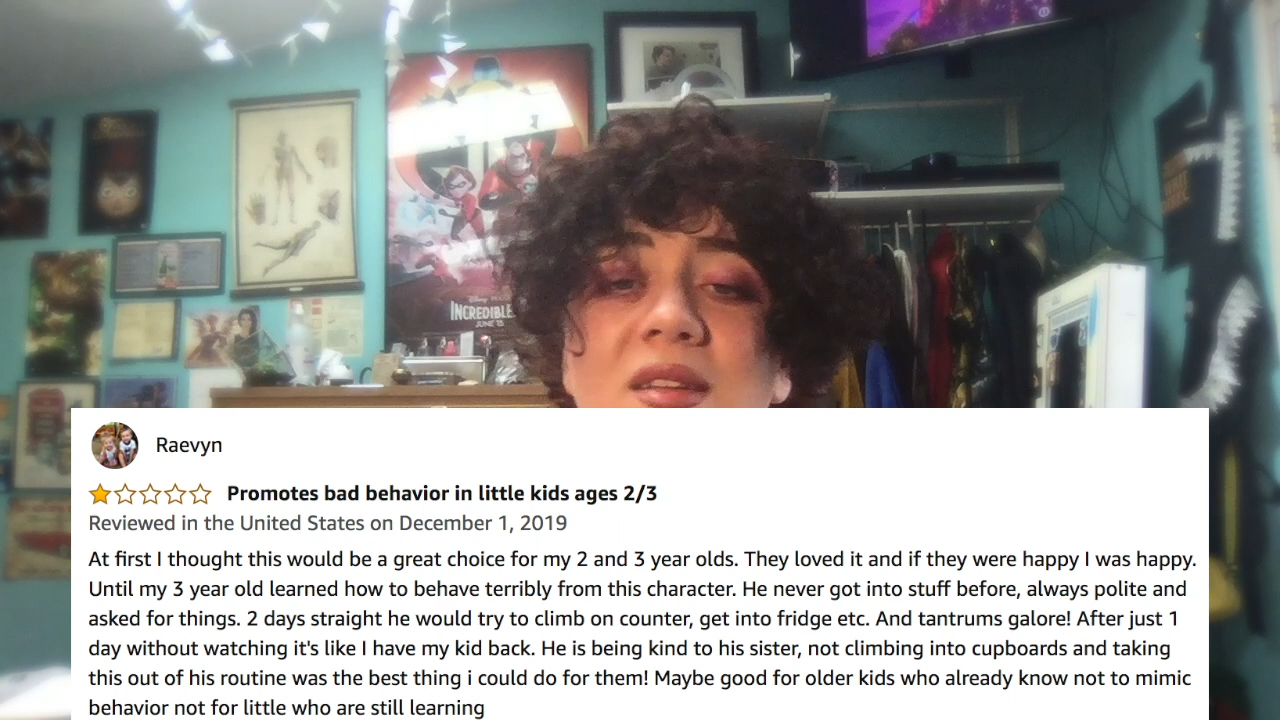 INCREDIBLE
JUNE 15
Raevyn
Promotes bad behavior in little kids ages 2/3
Reviewed in the United States on December 1, 2019
At first I thought this would be a great choice for my 2 and 3 year olds. They loved it and if they were happy I was happy.
Until my 3 year old learned how to behave terribly from this character. He never got into stuff before, always polite and
asked for things. 2 days straight he would try to climb on counter, get into fridge etc. And tantrums galore! After just 1
day without watching it's like I have my kid back. He is being kind to his sister, not climbing into cupboards and taking
this out of his routine was the best thing i could do for them! Maybe good for older kids who already know not to mimic
behavior not for little who are still learning